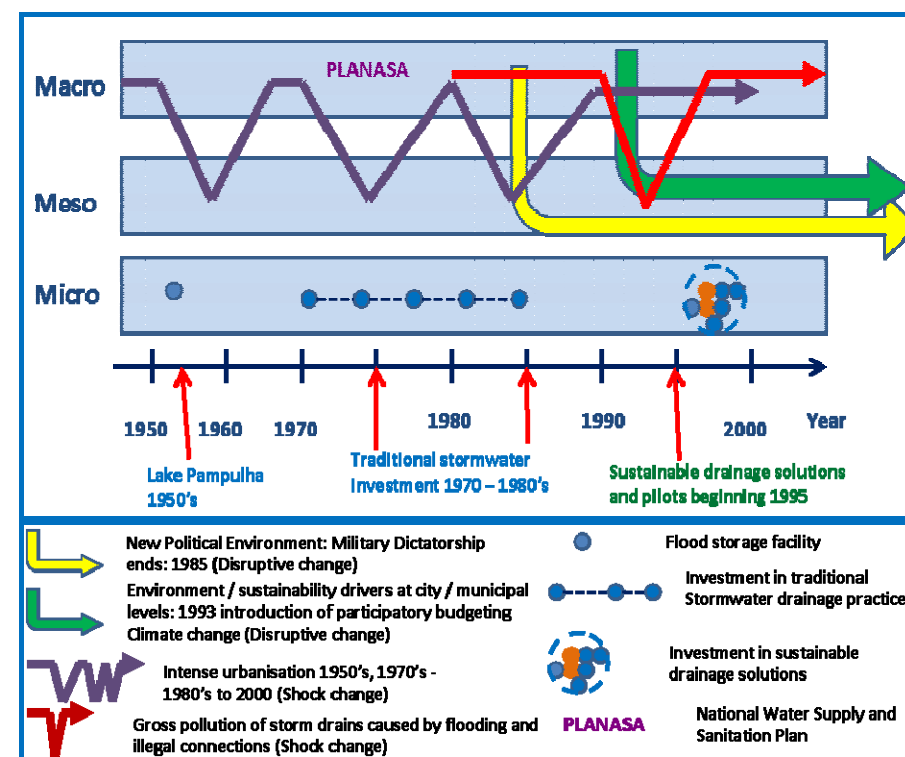 Macro
PLANASA
Meso
Micro
1950 1960 1970 1980 1990 2000 Year
Lake Pampulha
1950's
Traditional stormwater
Investment 1970 – 1980's
Sustainable drainage solutions
and pilots beginning 1995
New Political Environment: Military Dictatorship
ends: 1985 (Disruptive change)
Environment / sustainability drivers at city / municipal
levels: 1993 introduction of participatory budgeting
Climate change (Disruptive change)
Intense urbanisation 1950's, 1970's -
1980's to 2000 (Shock change)
Gross pollution of storm drains caused by flooding and
illegal connections (Shock change)
Flood storage facility
Investment in traditional
Stormwater drainage practice
Investment in sustainable
drainage solutions
PLANASA
National Water Supply and
Sanitation Plan